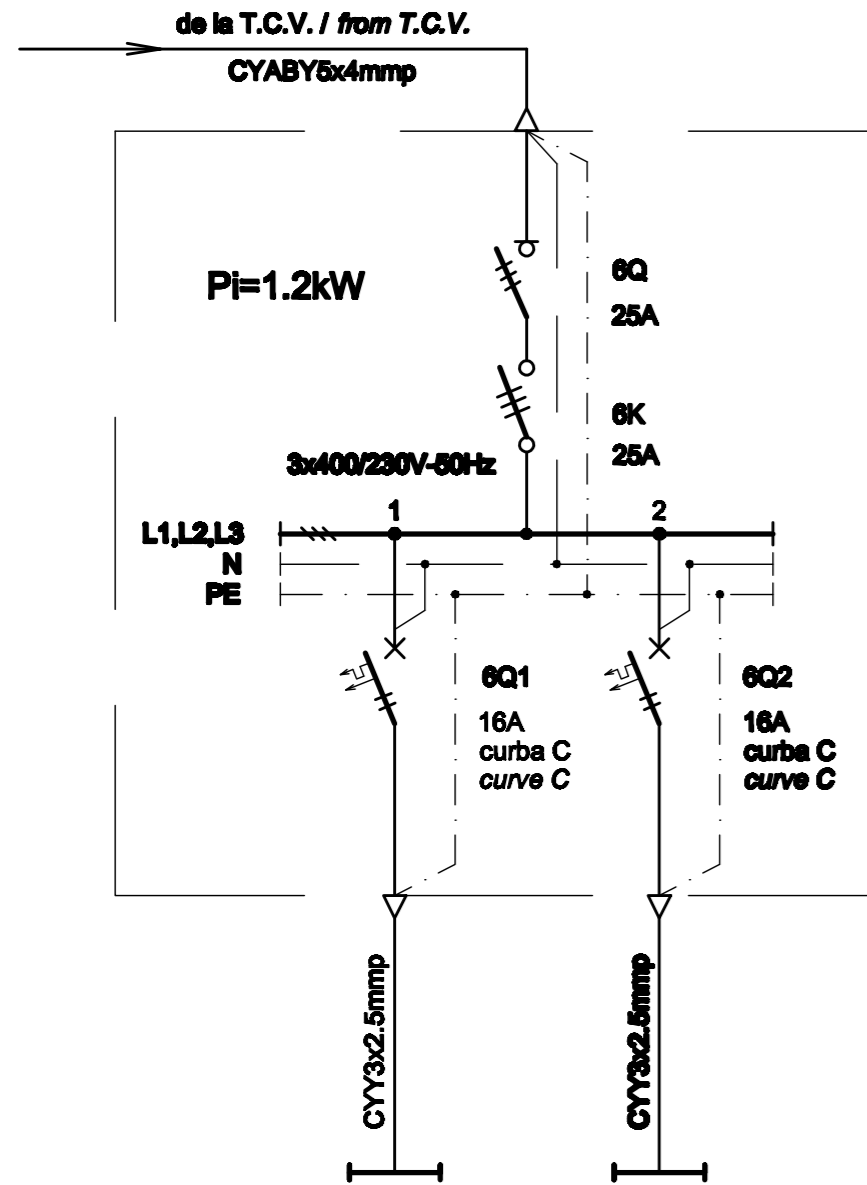 de la T.C.V. / from T.C.V.
CYABY5x4mmp
Pi=1.2kW
6Q
25A
6K
25A
3x400/230V-50Hz
1
2
L1,L2,L3
N
PE
6Q1
16A
curba C
curve C
6Q2
16A
curba C
curve C
CYY3x2.5mmp
CYY3x2.5mmp